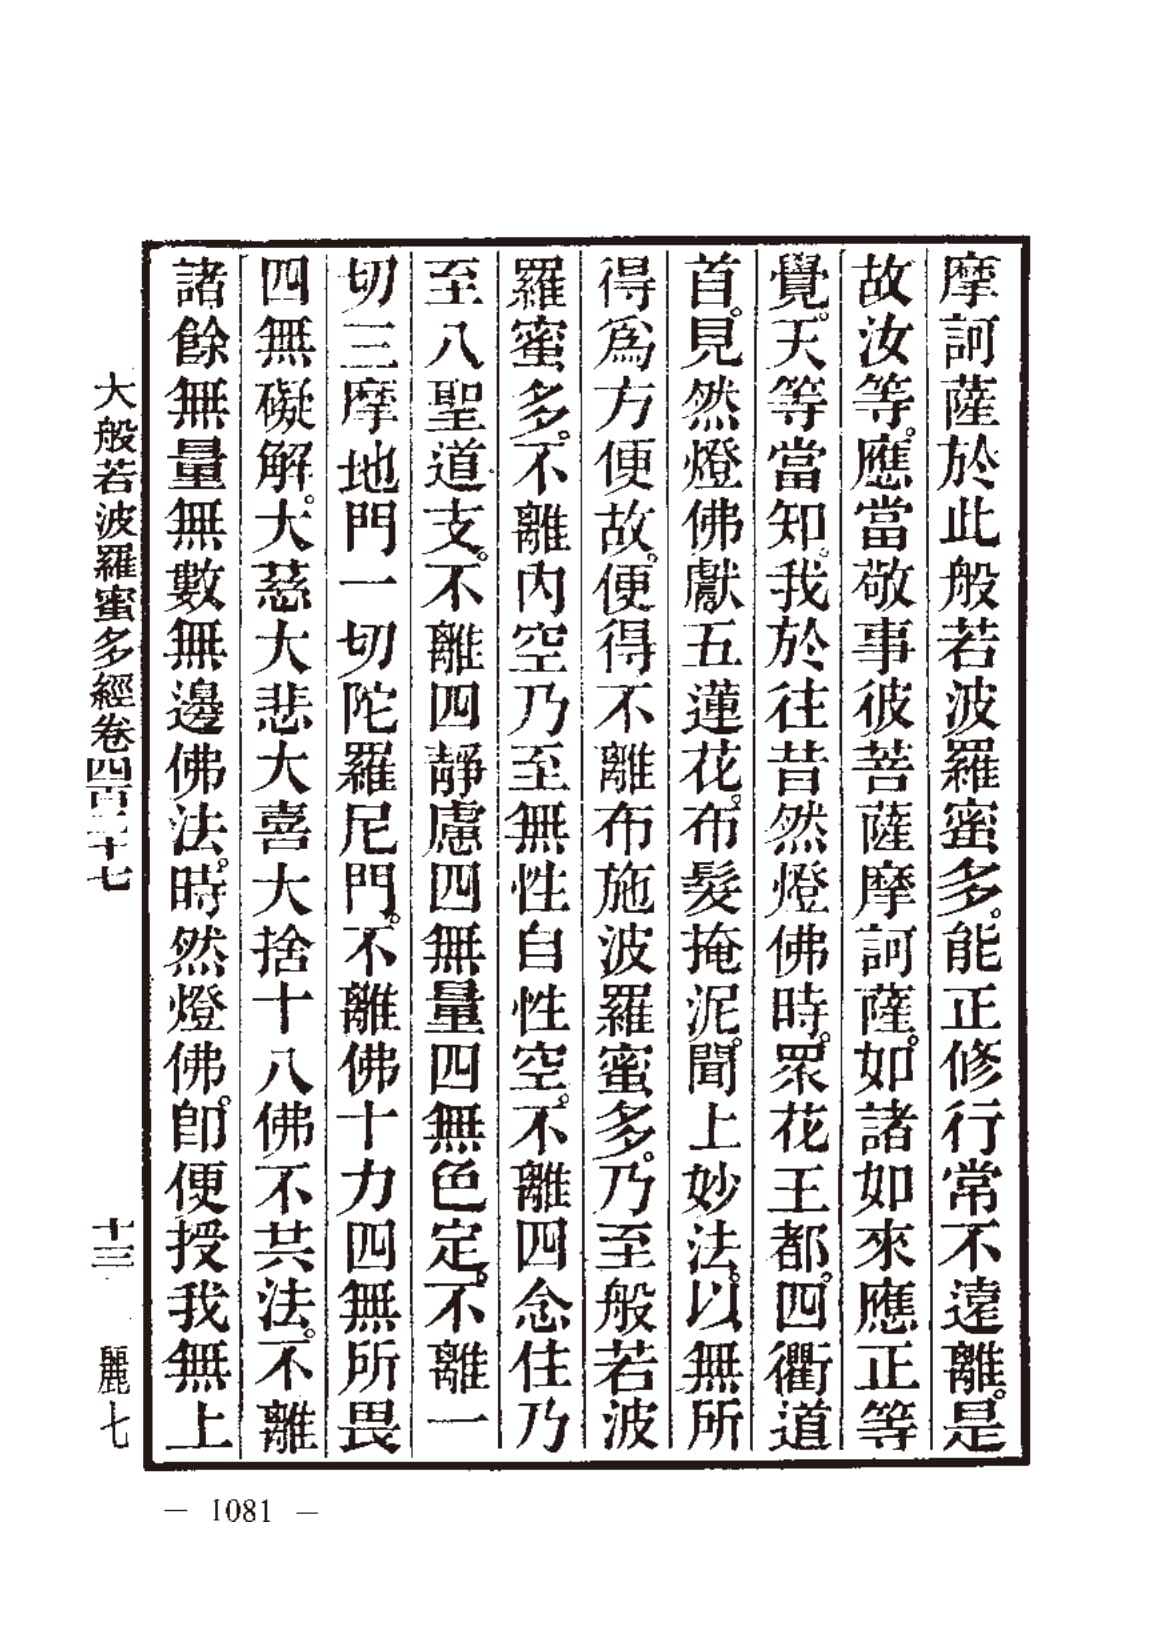 摩訶薩於此般若波羅蜜多。能正修行常不遠離。是
故汝等。應當敬事彼菩薩摩訶薩。如諸如來應正等
覺。天等當知。我於往昔然燈佛時。眾花王都。四衢道
首。見然燈佛獻五蓮花。布髮掩泥。聞上妙法。以無所
得為方便故。便得不離布施波羅蜜多。乃至般若波
羅蜜多。不離內空乃至無性自性空。不離四念住乃
至八聖道支。不離四靜慮四無量四無色定。不離一
切三摩地門一切陀羅尼門。不離佛十力四無所畏
四無礙解。大慈大悲大喜大捨十八佛不共法。不離
諸餘無量無數無邊佛法。時然燈佛。即便授我無上
大般若波羅蜜多經卷四百二十七 十三 麗七
— 1081 —